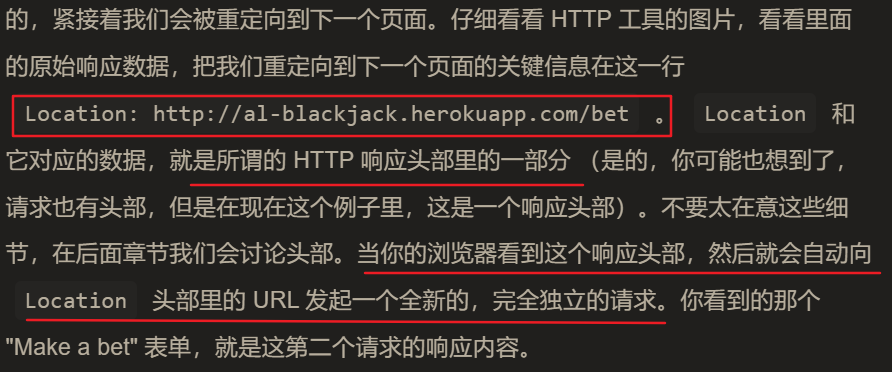 的，紧接着我们会被重定向到下一个页面。仔细看看 HTTP 工具的图片，看看里面
的原始响应数据，把我们重定向到下一个页面的关键信息在这一行
Location: http://al-blackjack.herokuapp.com/bet 。 Location 和
它对应的数据，就是所谓的 HTTP 响应头部里的一部分（是的，你可能也想到了，
请求也有头部，但是在现在这个例子里，这是一个响应头部）。不要太在意这些细
节，在后面章节我们会讨论头部。当你的浏览器看到这个响应头部，然后就会自动向
Location 头部里的 URL 发起一个全新的，完全独立的请求。你看到的那个
"Make a bet" 表单，就是这第二个请求的响应内容。